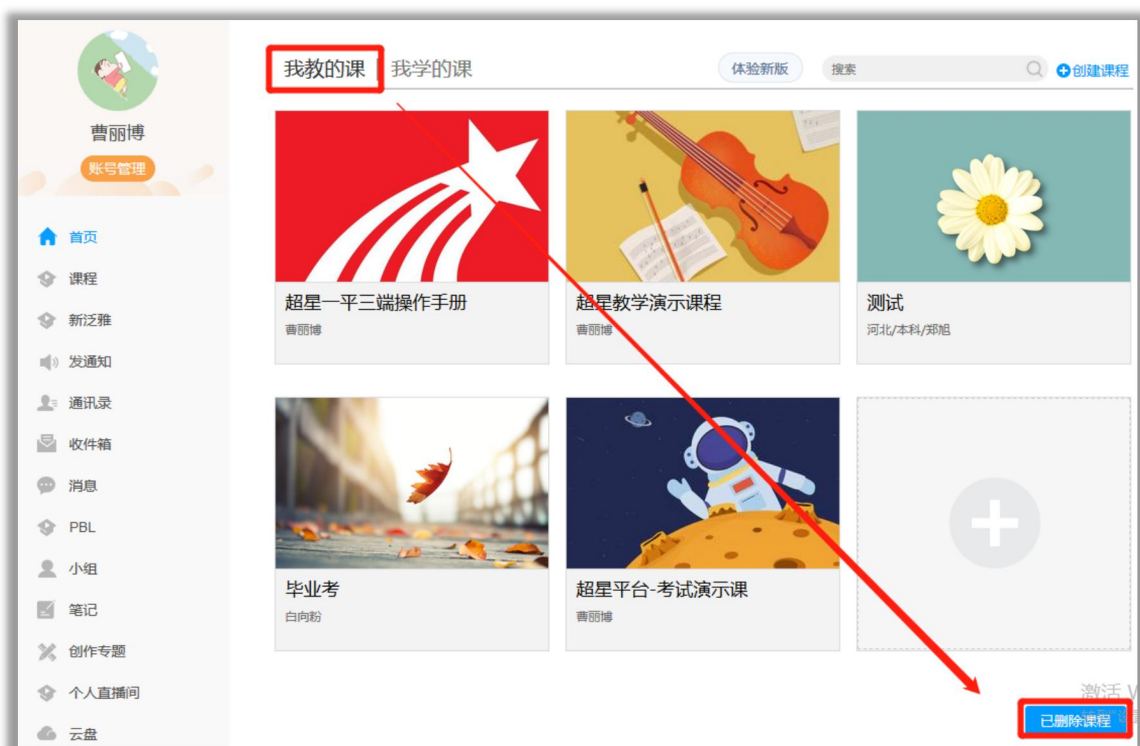 曹丽博
账号管理
首页
课程
新泛雅
发通知
通讯录
收件箱
消息
PBL
小组
笔记
创作专题
个人直播间
云盘
我教的课 | 我学的课
体验新版
搜索
创建课程
超星一平三端操作手册
曹丽博
超星教学演示课程
曹丽博
测试
河北/本科/郑旭
毕业考
白向粉
超星平台-考试演示课
曹丽博
激活 W
已删除课程